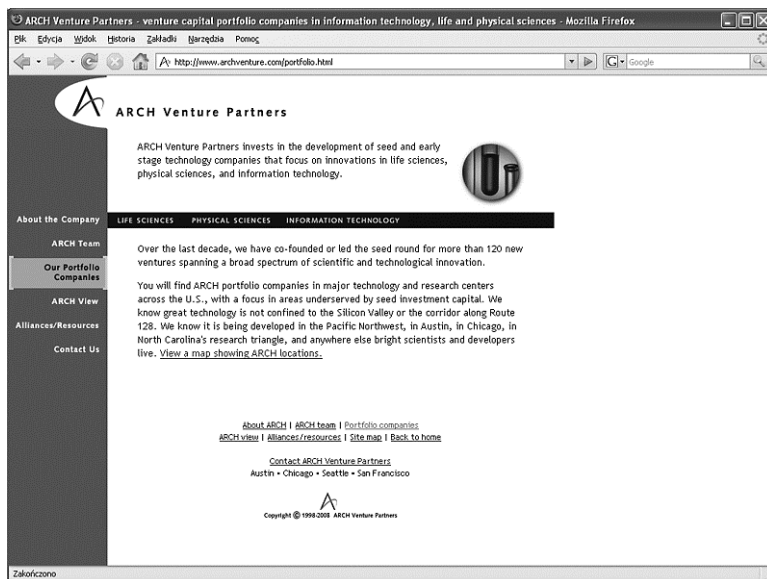 ARCH Venture Partners - venture capital portfolio companies in information technology, life and physical sciences - Mozilla Firefox
Plik Edycja Widok Historia Zakładki Narzędzia Pomoc
http://www.archventure.com/portfolio.html
Google
ARCH Venture Partners
ARCH Venture Partners invests in the development of seed and early
stage technology companies that focus on innovations in life sciences,
physical sciences, and information technology.
About the Company
LIFE SCIENCES PHYSICAL SCIENCES INFORMATION TECHNOLOGY
ARCH Team
Our Portfolio
Companies
ARCH View
Alliances/Resources
Contact Us
Over the last decade, we have co-founded or led the seed round for more than 120 new
ventures spanning a broad spectrum of scientific and technological innovation.
You will find ARCH portfolio companies in major technology and research centers
across the U.S., with a focus in areas underserved by seed investment capital. We
know great technology is not confined to the Silicon Valley or the corridor along Route
128. We know it is being developed in the Pacific Northwest, in Austin, in Chicago, in
North Carolina's research triangle, and anywhere else bright scientists and developers
live. View a map showing ARCH locations.
About ARCH | ARCH team | Portfolio companies
ARCH view | Alliances/resources | Site map | Back to home
Contact ARCH Venture Partners
Austin • Chicago • Seattle • San Francisco
Copyright © 1998-2008 ARCH Venture Partners
Zakończono